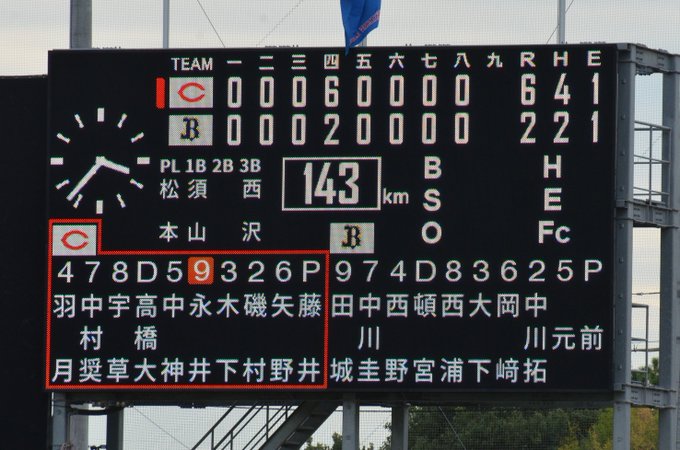 TEAM 一 二 三 四 五 六 七 八 九 R H E
C 0 0 0 6 0 0 0 0 6 4 1
B 0 0 0 2 0 0 0 0 2 2 1
PL 1B 2B 3B
松本 須山 西沢
143 km
B
S
O
H
E
Fc
C
4 7 8 D 5 9 3 2 6 P
羽月 中村奨 宇草 高橋大 中神 永井 木下 磯村 矢野 藤井
B
9 7 4 D 8 3 6 2 5 P
田城 中川圭 西野 頓宮 西浦 大下 岡﨑 中川拓 元 前